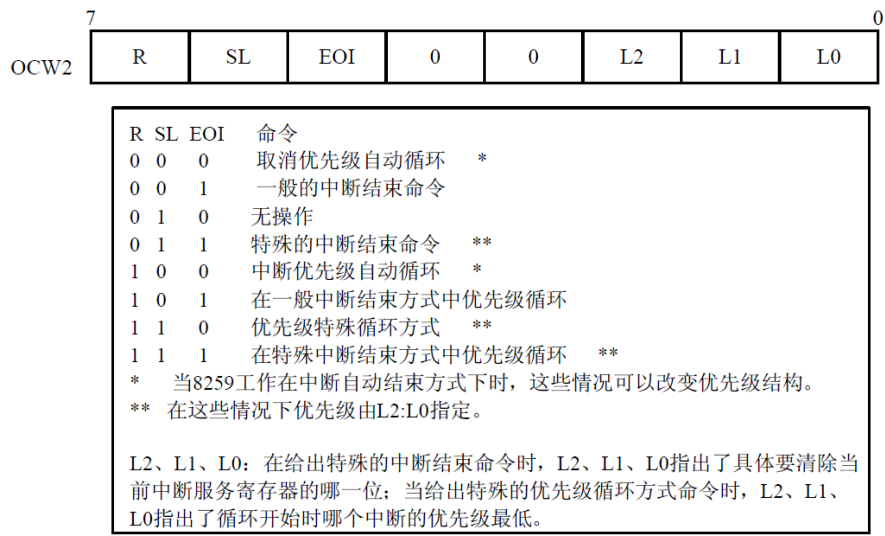 7 0
OCW2 R SL EOI 0 0 L2 L1 L0
R SL EOI 命令
0 0 0 取消优先级自动循环 *
0 0 1 一般的中断结束命令
0 1 0 无操作
0 1 1 特殊的中断结束命令 **
1 0 0 中断优先级自动循环 *
1 0 1 在一般中断结束方式中优先级循环
1 1 0 优先级特殊循环方式 **
1 1 1 在特殊中断结束方式中优先级循环 **
* 当8259工作在中断自动结束方式下时，这些情况可以改变优先级结构。
** 在这些情况下优先级由L2:L0指定。
L2、L1、L0：在给出特殊的中断结束命令时，L2、L1、L0指出了具体要清除当
前中断服务寄存器的哪一位；当给出特殊的优先级循环方式命令时，L2、L1、
L0指出了循环开始时哪个中断的优先级最低。